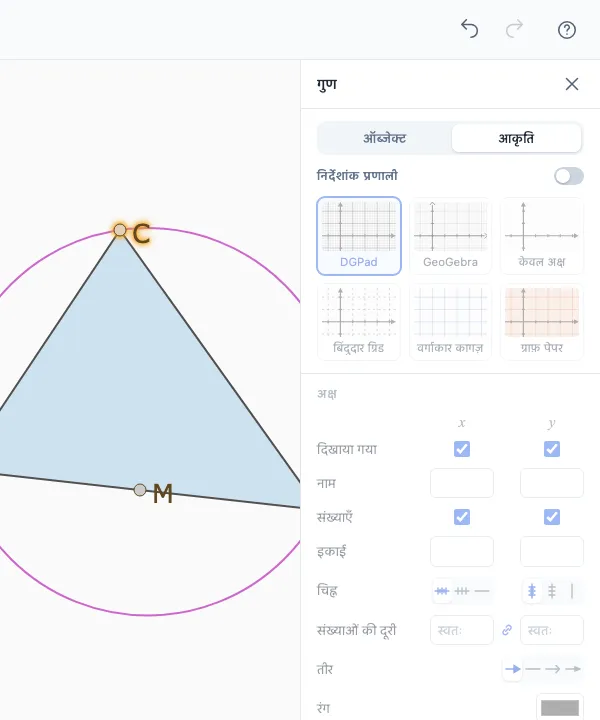 गुण
ऑब्जेक्ट आकृति
निर्देशांक प्रणाली
DGPad GeoGebra केवल अक्ष
बिंदुदार ग्रिड वर्गाकार कागज़ ग्राफ़ पेपर
अक्ष
x y
दिखाया गया
नाम
संख्याएँ
इकाई
चिह्न
संख्याओं की दूरी स्वतः स्वतः
तीर
रंग
C
M